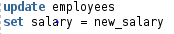 update employees
set salary = new_salary